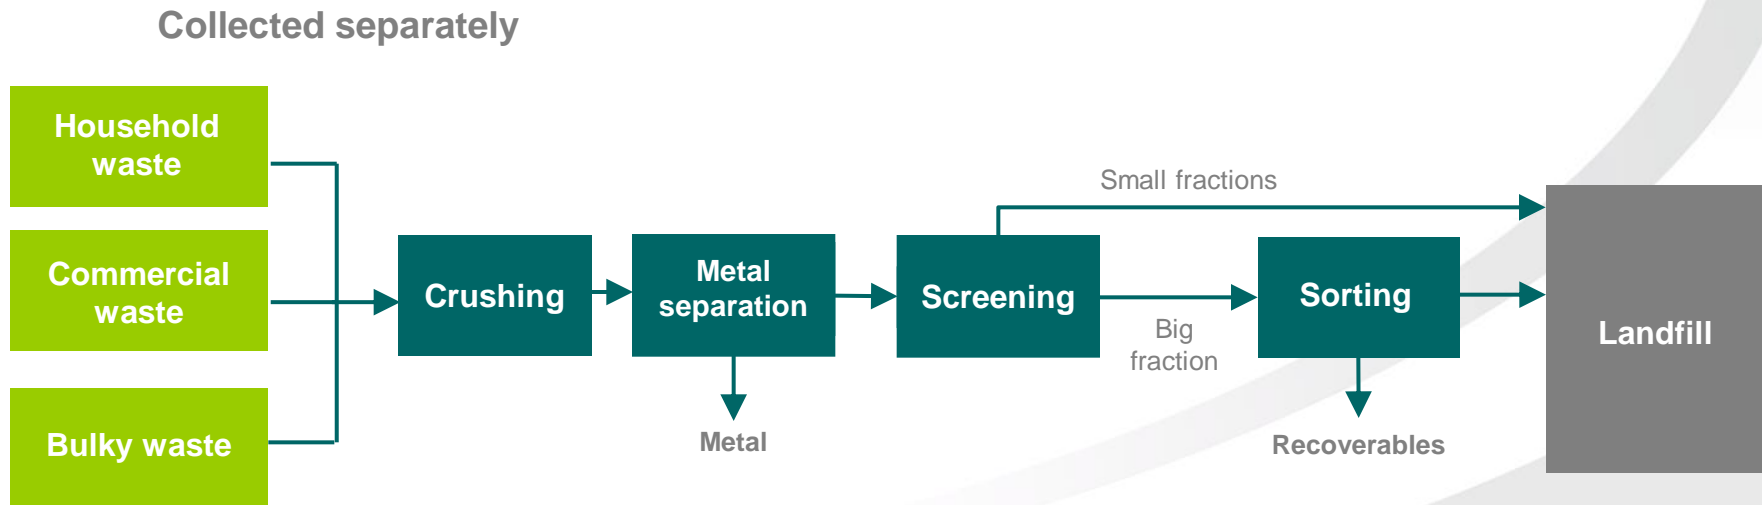 Collected separately
Household
waste
Commercial
waste
Bulky waste
Crushing
Metal
separation
Metal
Screening
Small fractions
Big
fraction
Sorting
Recoverables
Landfill